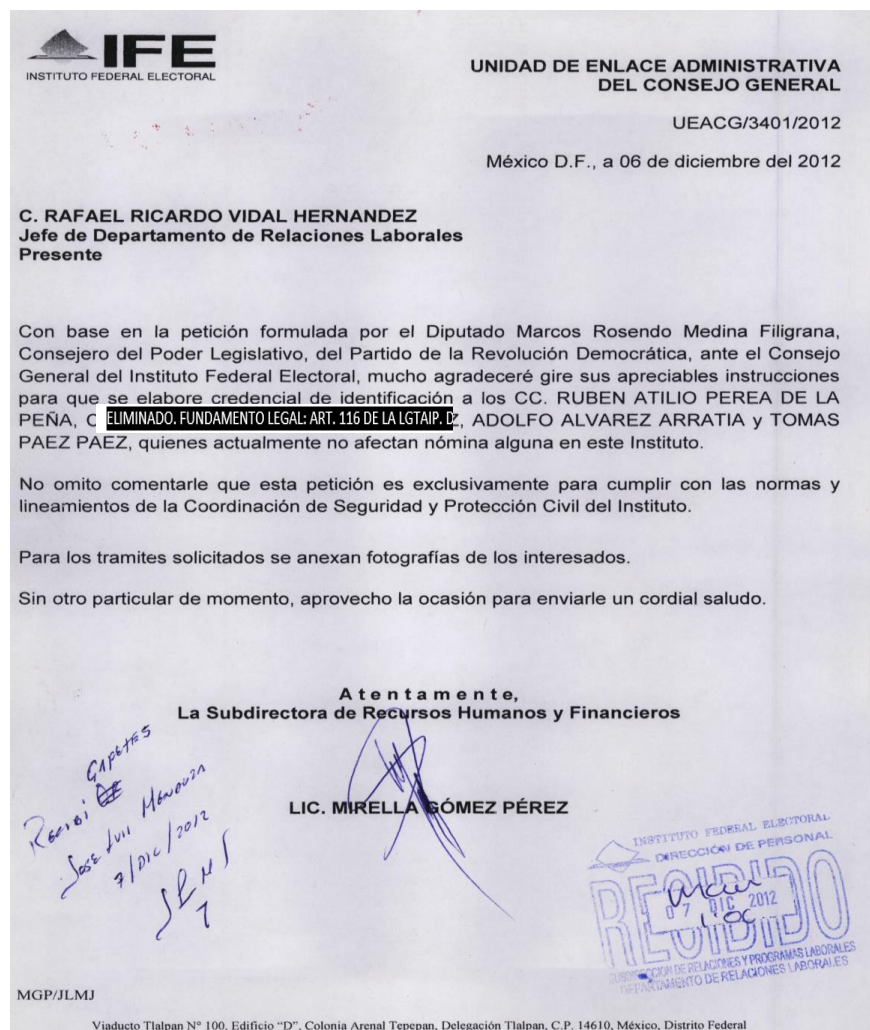 IFE
INSTITUTO FEDERAL ELECTORAL
UNIDAD DE ENLACE ADMINISTRATIVA
DEL CONSEJO GENERAL
UEACG/3401/2012
México D.F., a 06 de diciembre del 2012
C. RAFAEL RICARDO VIDAL HERNANDEZ
Jefe de Departamento de Relaciones Laborales
Presente
Con base en la petición formulada por el Diputado Marcos Rosendo Medina Filigrana,
Consejero del Poder Legislativo, del Partido de la Revolución Democrática, ante el Consejo
General del Instituto Federal Electoral, mucho agradeceré gire sus apreciables instrucciones
para que se elabore credencial de identificación a los CC. RUBEN ATILIO PEREA DE LA
PEÑA, C ELIMINADO. FUNDAMENTO LEGAL: ART. 116 DE LA LGTAIP. DZ, ADOLFO ALVAREZ ARRATIA y TOMAS
PAEZ PAEZ, quienes actualmente no afectan nómina alguna en este Instituto.
No omito comentarle que esta petición es exclusivamente para cumplir con las normas y
lineamientos de la Coordinación de Seguridad y Protección Civil del Instituto.
Para los tramites solicitados se anexan fotografías de los interesados.
Sin otro particular de momento, aprovecho la ocasión para enviarle un cordial saludo.
Atentamente,
La Subdirectora de Recursos Humanos y Financieros
LIC. MIRELLA GÓMEZ PÉREZ
Recibi Gafetes
Jose Luis Mendoza
7/Dic/2012
INSTITUTO FEDERAL ELECTORAL
DIRECCIÓN DE PERSONAL
RECIBIDO
07 DIC 2012
SUBDIRECCIÓN DE RELACIONES Y PROGRAMAS LABORALES
DEPARTAMENTO DE RELACIONES LABORALES
MGP/JLMJ
Viaducto Tlalpan N° 100, Edificio "D", Colonia Arenal Tepepan, Delegación Tlalpan, C.P. 14610, México, Distrito Federal